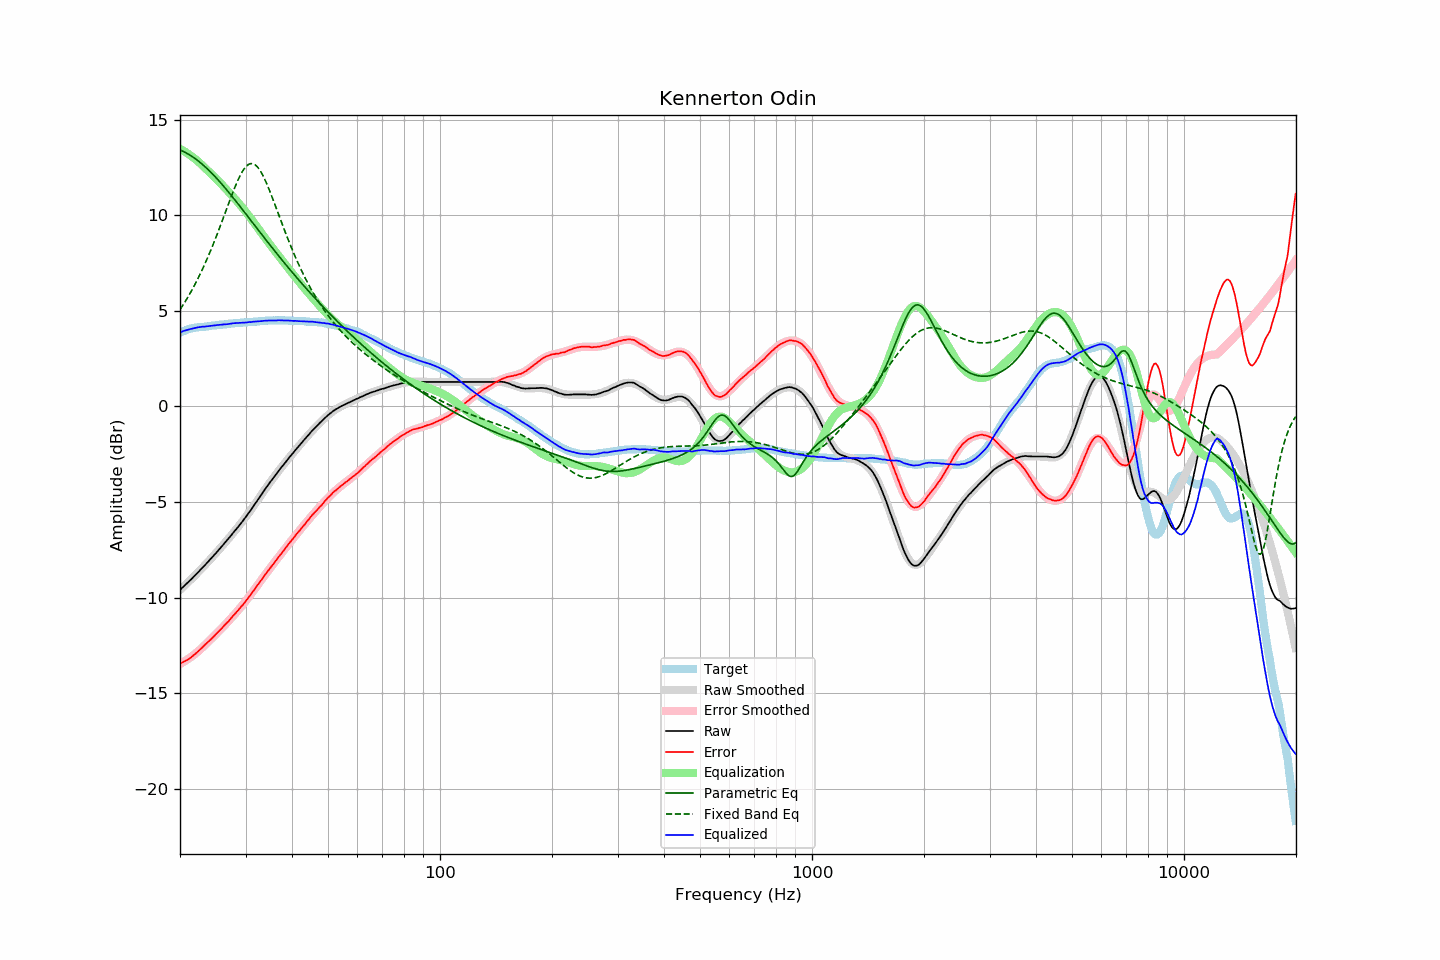 Kennerton Odin
15
10
5
0
−5
−10
−15
−20
Amplitude (dBr)
100
1000
10000
Frequency (Hz)
Target
Raw Smoothed
Error Smoothed
Raw
Error
Equalization
Parametric Eq
Fixed Band Eq
Equalized